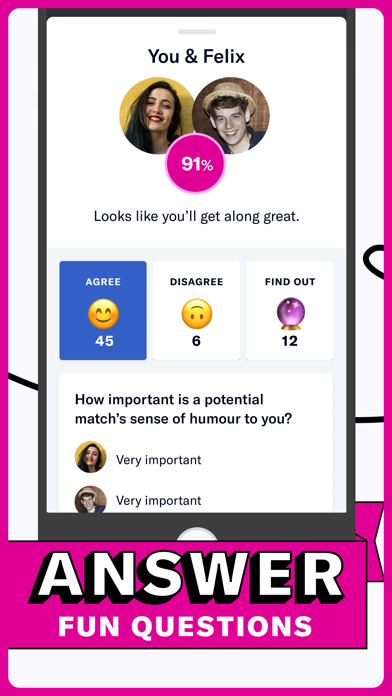 You & Felix
91%
Looks like you'll get along great.
AGREE DISAGREE FIND OUT
45 6 12
How important is a potential
match's sense of humour to you?
Very important
Very important
ANSWER
FUN QUESTIONS